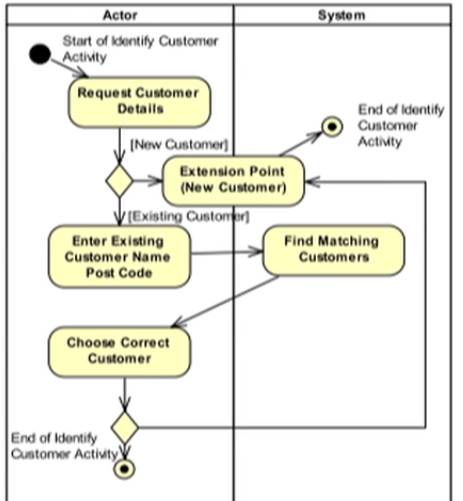 Actor
System
Start of Identify Customer
Activity
Request Customer
Details
[New Customer]
End of Identify
Customer
Activity
Extension Point
(New Customer)
[Existing Customer]
Enter Existing
Customer Name
Post Code
Find Matching
Customers
Choose Correct
Customer
End of Identify
Customer Activity